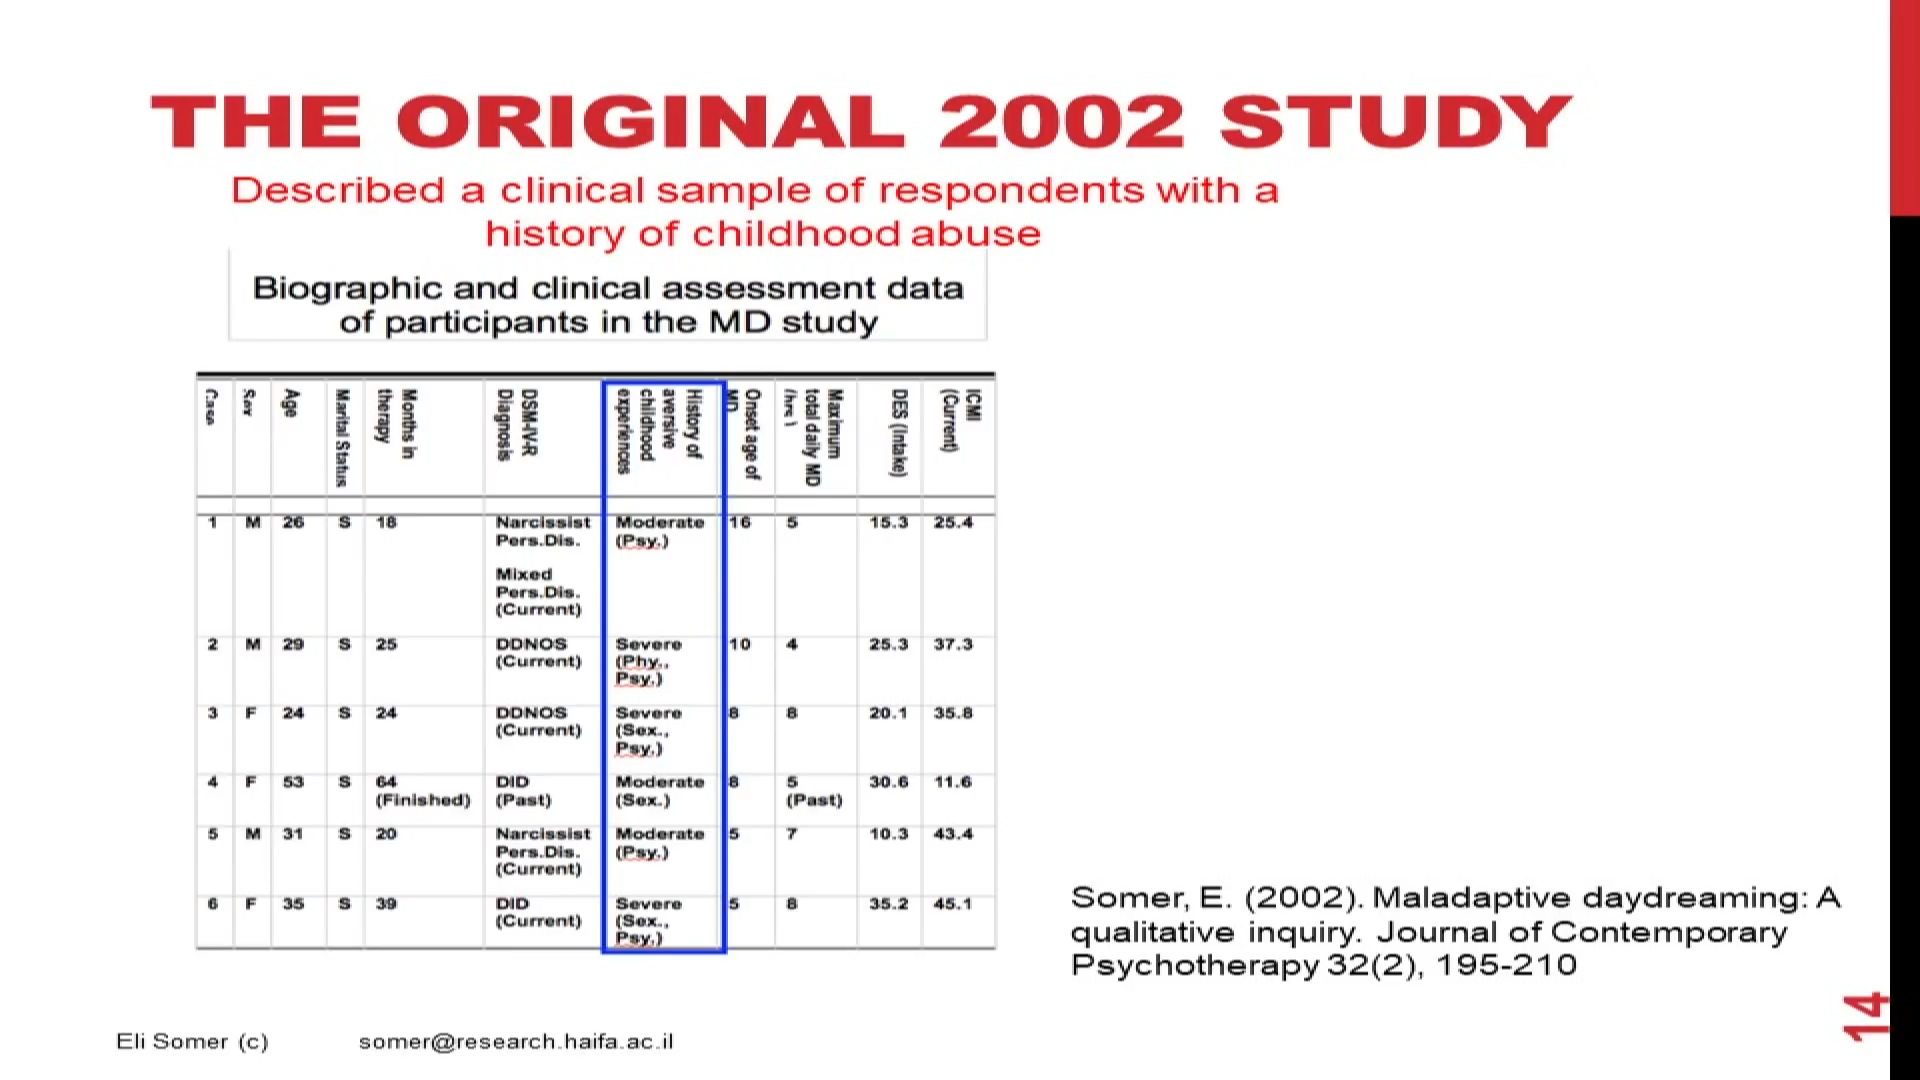 THE ORIGINAL 2002 STUDY
Described a clinical sample of respondents with a
history of childhood abuse
Biographic and clinical assessment data
of participants in the MD study
Case
Sex
Age
Marital Status
Months in
therapy
DSM-IV-R
Diagnosis
History of
aversive
childhood
experiences
Onset age of
MD
Maximum
total daily MD
(hrs.)
DES (Intake)
ICMI
(Current)
1 M 26 S 18 Narcissist Moderate 16 5 15.3 25.4
Pers.Dis. (Psy.)
Mixed
Pers.Dis.
(Current)
2 M 29 S 25 DDNOS Severe 10 4 25.3 37.3
(Current) (Phy.,
Psy.)
3 F 24 S 24 DDNOS Severe 8 8 20.1 35.8
(Current) (Sex.,
Psy.)
4 F 53 S 64 DID Moderate 8 5 30.6 11.6
(Finished) (Past) (Sex.) (Past)
5 M 31 S 20 Narcissist Moderate 5 7 10.3 43.4
Pers.Dis. (Psy.)
(Current)
6 F 35 S 39 DID Severe 5 8 35.2 45.1
(Current) (Sex.,
Psy.)
Somer, E. (2002). Maladaptive daydreaming: A
qualitative inquiry. Journal of Contemporary
Psychotherapy 32(2), 195-210
14
Eli Somer (c) somer@research.haifa.ac.il